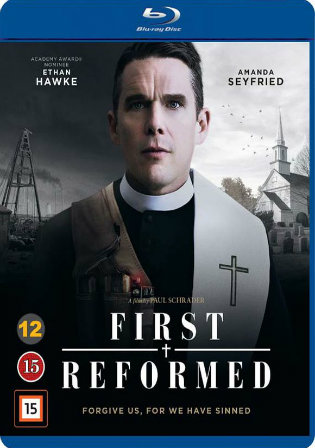 Blu-ray Disc
ACADEMY AWARD®
NOMINEE
ETHAN
HAWKE
AMANDA
SEYFRIED
A film by PAUL SCHRADER
FIRST
REFORMED
FORGIVE US, FOR WE HAVE SINNED
12
15
15